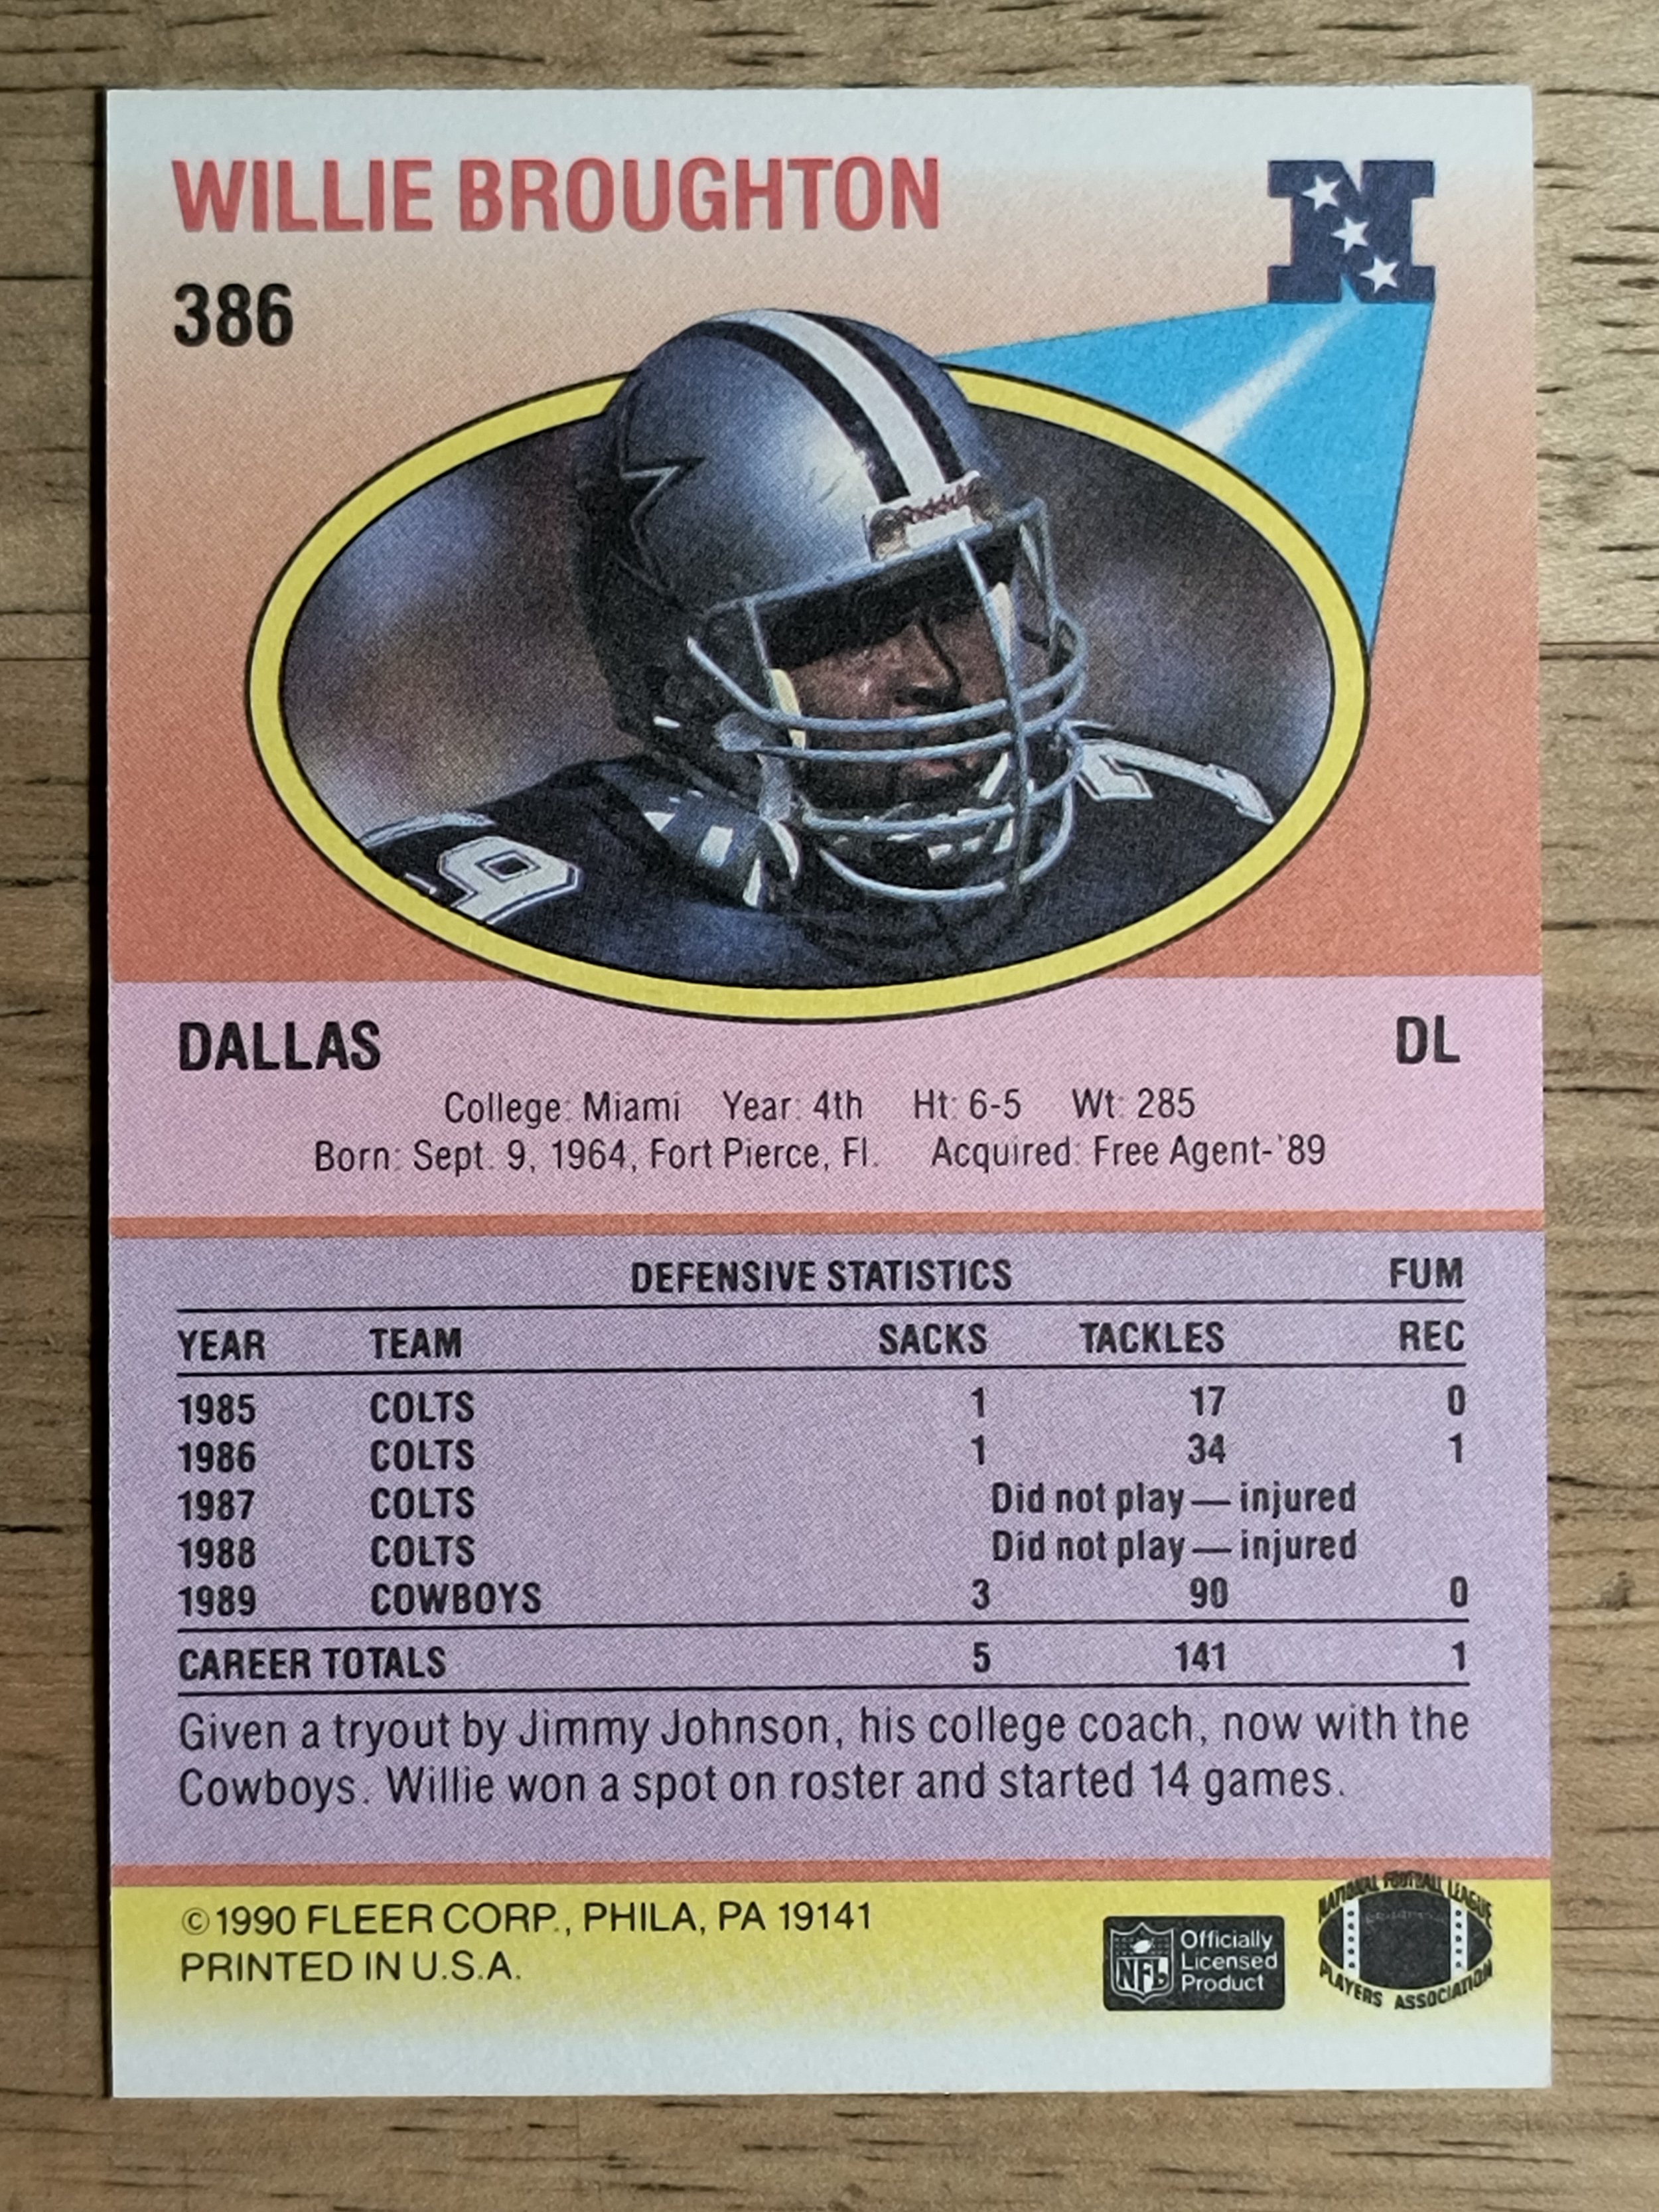 WILLIE BROUGHTON
386
Riddell
DALLAS DL
College: Miami Year: 4th Ht: 6-5 Wt: 285
Born: Sept. 9, 1964, Fort Pierce, Fl. Acquired: Free Agent-'89
DEFENSIVE STATISTICS FUM
YEAR TEAM SACKS TACKLES REC
1985 COLTS 1 17 0
1986 COLTS 1 34 1
1987 COLTS Did not play — injured
1988 COLTS Did not play — injured
1989 COWBOYS 3 90 0
CAREER TOTALS 5 141 1
Given a tryout by Jimmy Johnson, his college coach, now with the
Cowboys. Willie won a spot on roster and started 14 games.
©1990 FLEER CORP., PHILA, PA 19141
PRINTED IN U.S.A.
NFL
Officially
Licensed
Product
NATIONAL FOOTBALL LEAGUE
PLAYERS ASSOCIATION